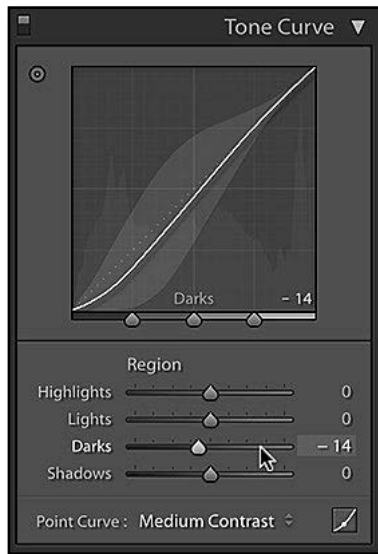 Tone Curve
Darks – 14
Region
Highlights 0
Lights 0
Darks – 14
Shadows 0
Point Curve : Medium Contrast